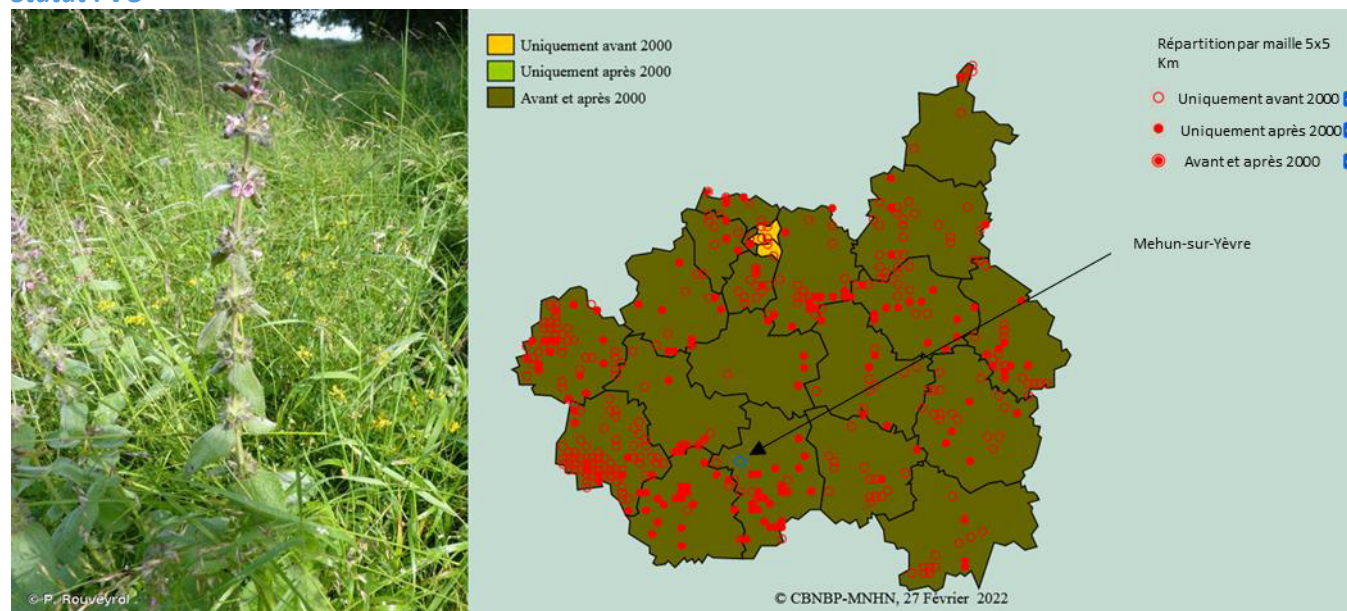 © P. Rouveyrol
Uniquement avant 2000
Uniquement après 2000
Avant et après 2000
Répartition par maille 5x5
Km
Uniquement avant 2000
Uniquement après 2000
Avant et après 2000
Mehun-sur-Yèvre
© CBNBP-MNHN, 27 Février 2022